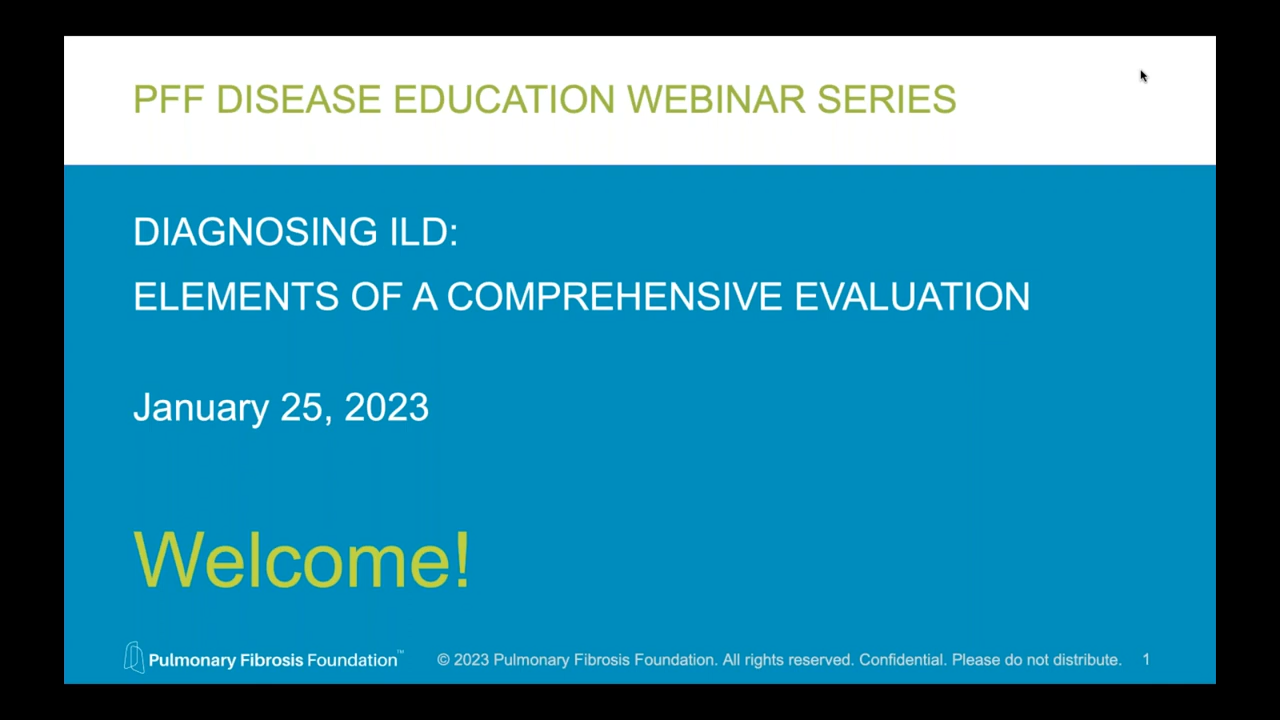 PFF DISEASE EDUCATION WEBINAR SERIES
DIAGNOSING ILD:
ELEMENTS OF A COMPREHENSIVE EVALUATION
January 25, 2023
Welcome!
Pulmonary Fibrosis Foundation™ © 2023 Pulmonary Fibrosis Foundation. All rights reserved. Confidential. Please do not distribute. 1